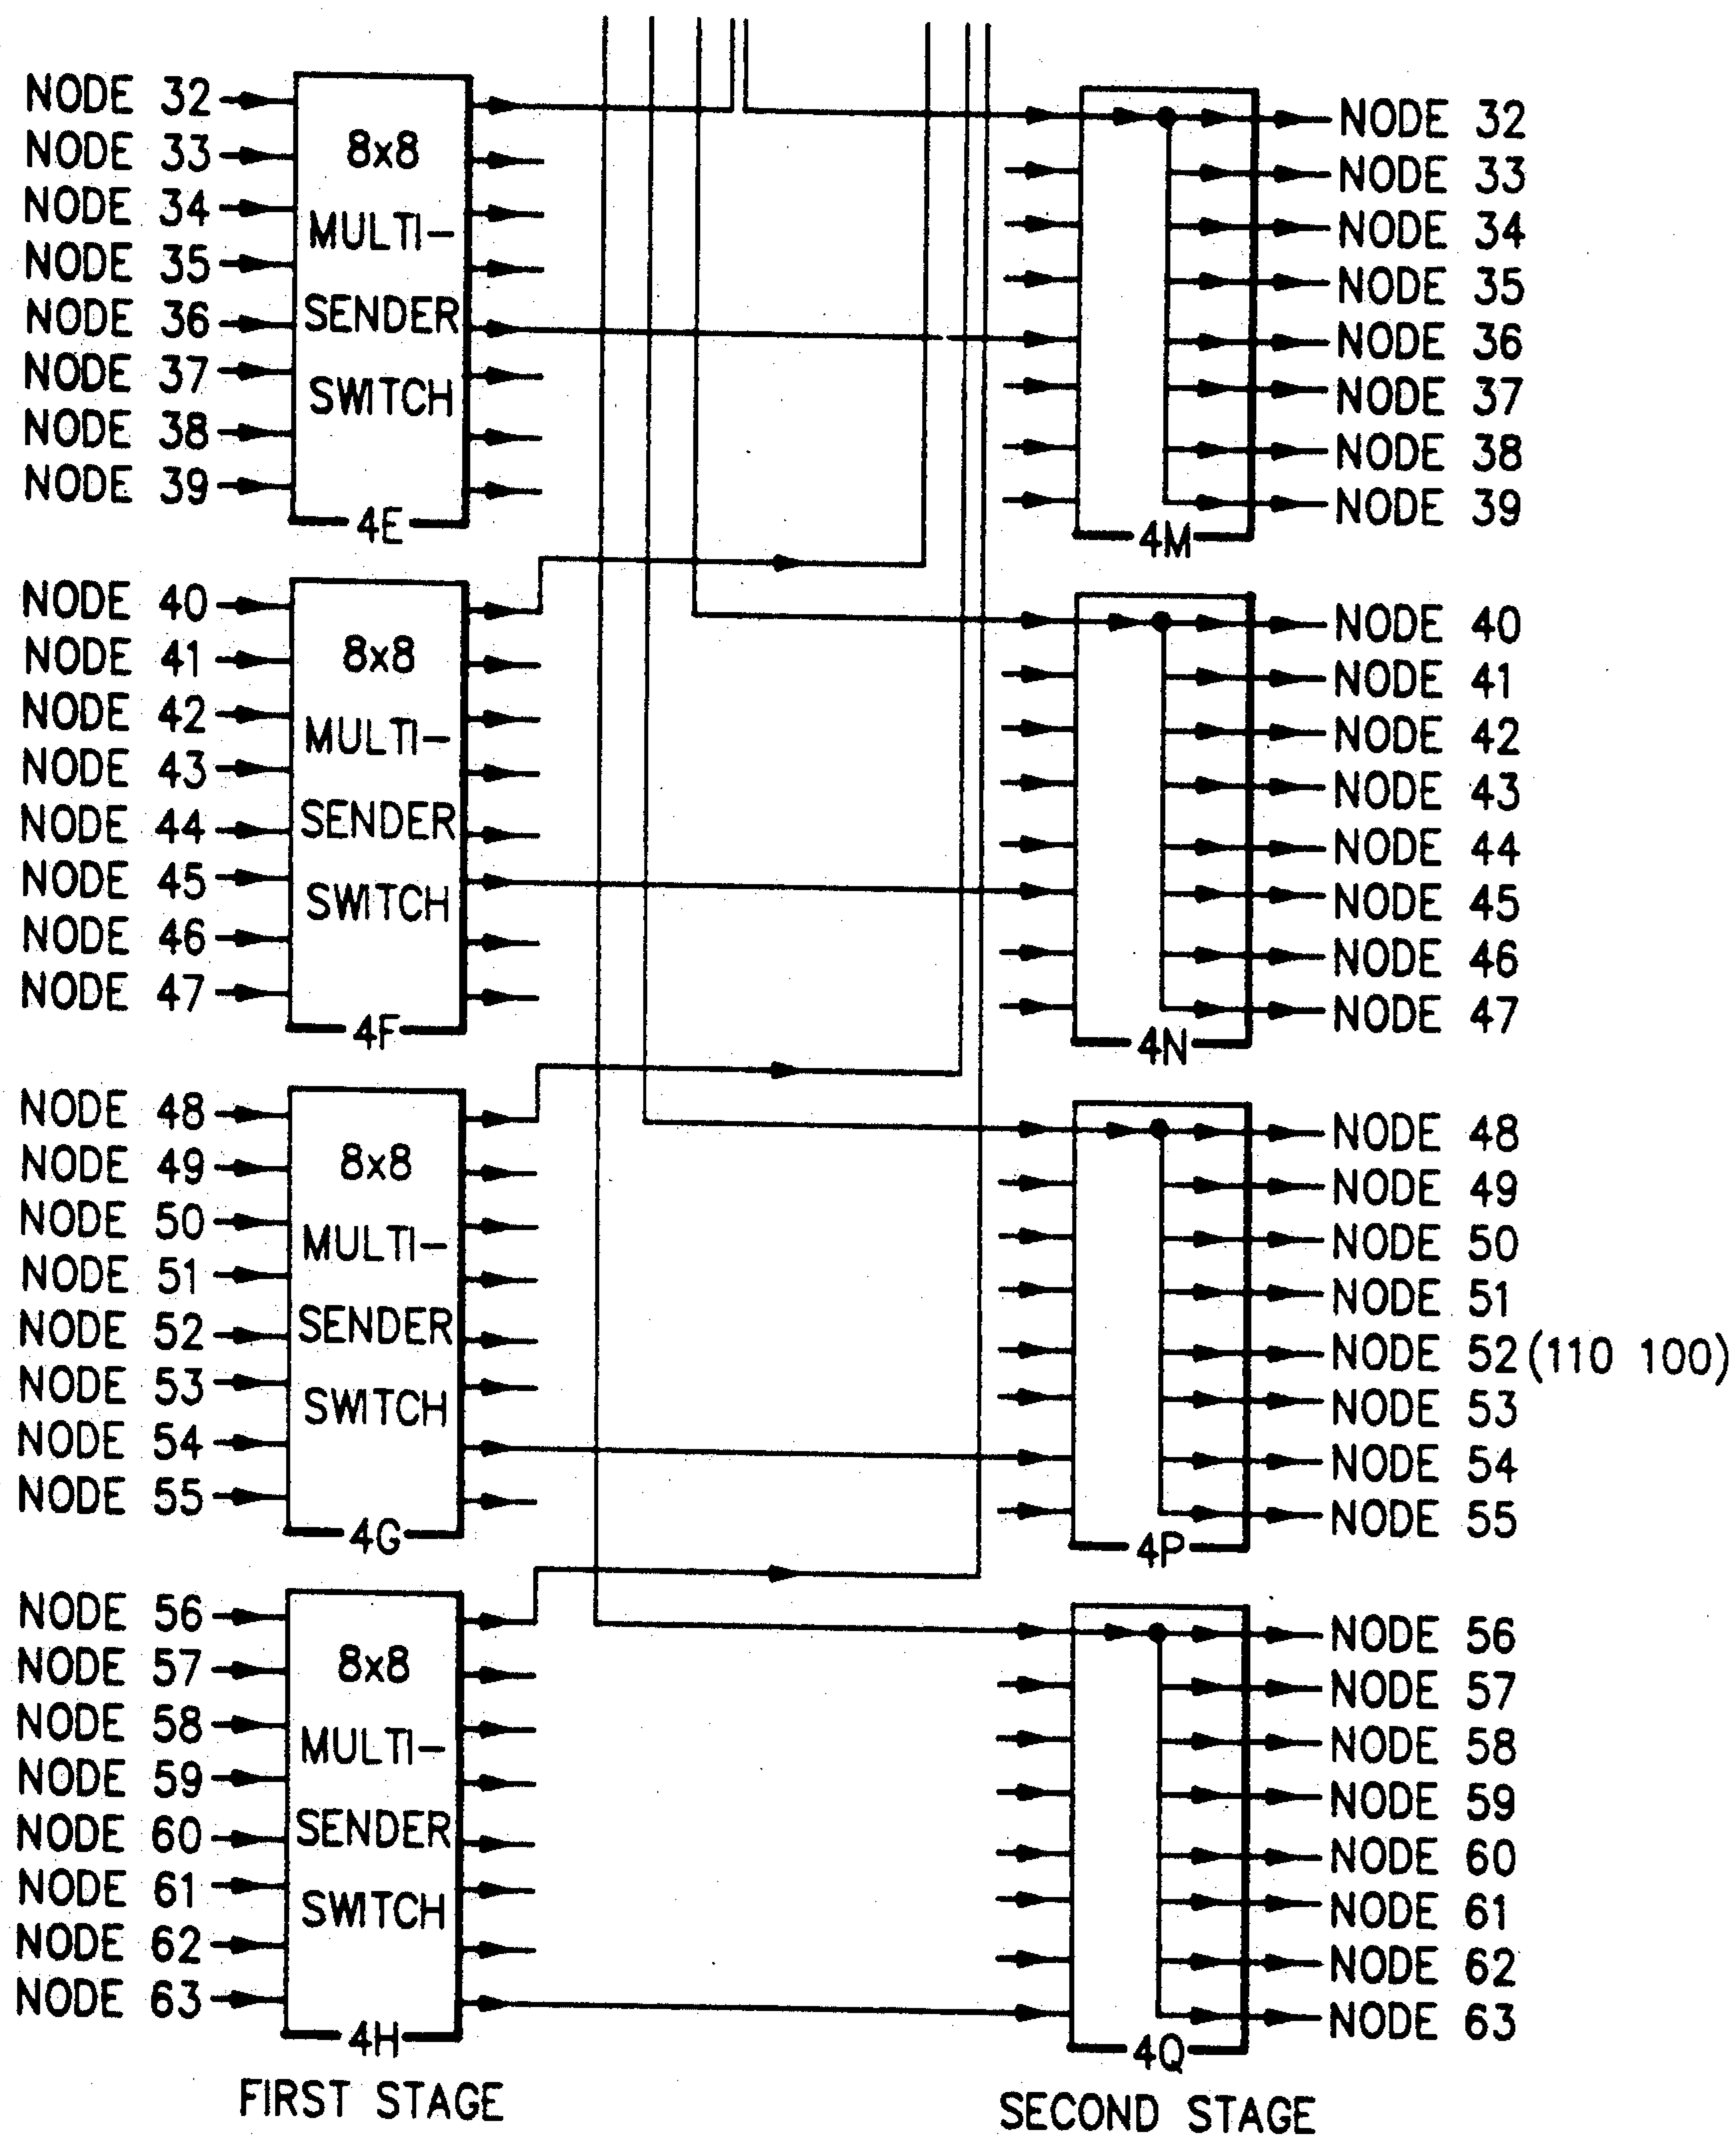 NODE 32
NODE 33
NODE 34
NODE 35
NODE 36
NODE 37
NODE 38
NODE 39
8x8
MULTI-
SENDER
SWITCH
4E
NODE 32
NODE 33
NODE 34
NODE 35
NODE 36
NODE 37
NODE 38
NODE 39
4M
NODE 40
NODE 41
NODE 42
NODE 43
NODE 44
NODE 45
NODE 46
NODE 47
8x8
MULTI-
SENDER
SWITCH
4F
NODE 40
NODE 41
NODE 42
NODE 43
NODE 44
NODE 45
NODE 46
NODE 47
4N
NODE 48
NODE 49
NODE 50
NODE 51
NODE 52
NODE 53
NODE 54
NODE 55
8x8
MULTI-
SENDER
SWITCH
4G
NODE 48
NODE 49
NODE 50
NODE 51
NODE 52(110 100)
NODE 53
NODE 54
NODE 55
4P
NODE 56
NODE 57
NODE 58
NODE 59
NODE 60
NODE 61
NODE 62
NODE 63
8x8
MULTI-
SENDER
SWITCH
4H
NODE 56
NODE 57
NODE 58
NODE 59
NODE 60
NODE 61
NODE 62
NODE 63
4Q
FIRST STAGE
SECOND STAGE